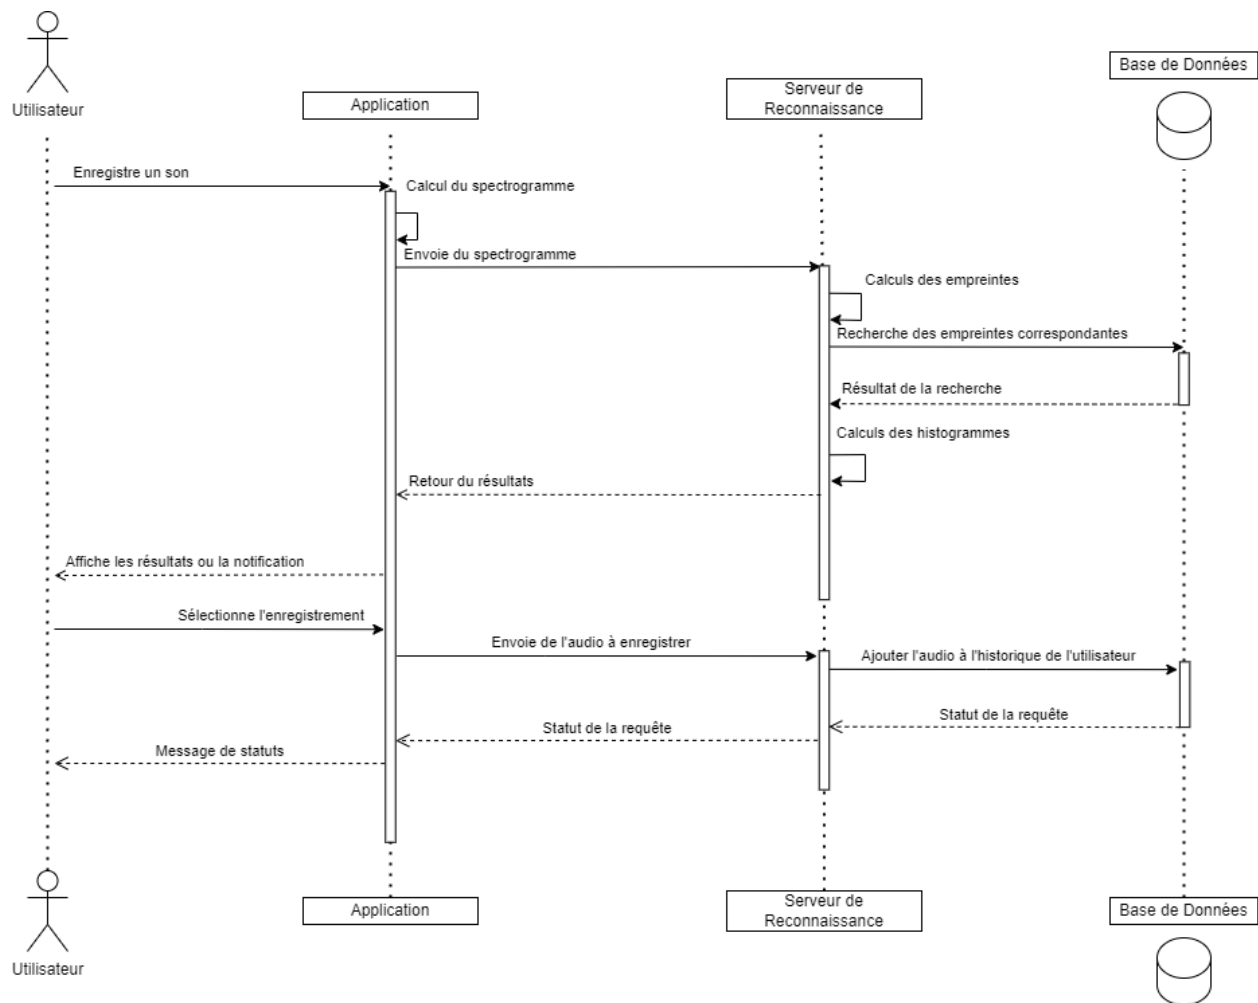 Base de Données
Serveur de
Reconnaissance
Application
Utilisateur
Enregistre un son
Calcul du spectrogramme
Envoie du spectrogramme
Calculs des empreintes
Recherche des empreintes correspondantes
Résultat de la recherche
Calculs des histogrammes
Retour du résultats
Affiche les résultats ou la notification
Sélectionne l'enregistrement
Envoie de l'audio à enregistrer
Ajouter l'audio à l'historique de l'utilisateur
Statut de la requête
Statut de la requête
Message de statuts
Application
Serveur de
Reconnaissance
Base de Données
Utilisateur